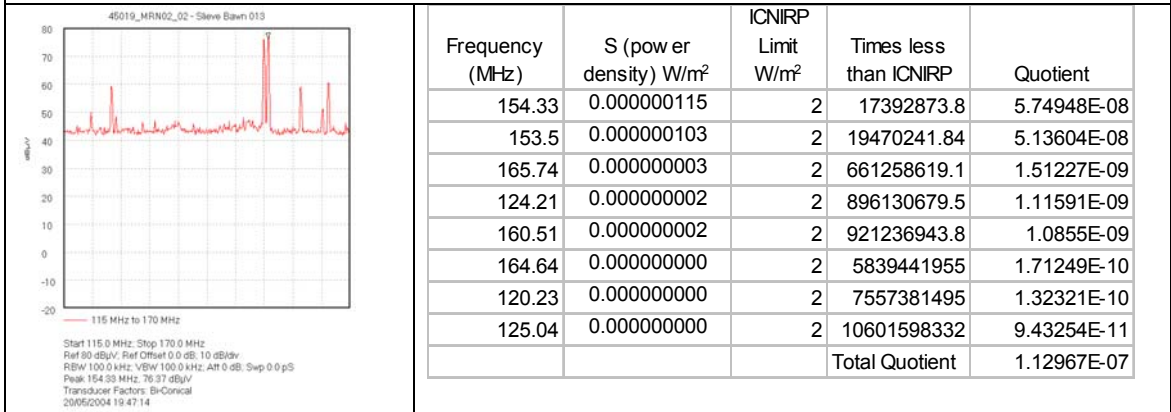 45019_MRN02_02 - Slieve Bawn 013
80
70
60
50
40
30
20
10
0
-10
-20
dBµV
115 MHz to 170 MHz
Start 115.0 MHz; Stop 170.0 MHz
Ref 80 dBµV; Ref Offset 0.0 dB; 10 dB/div
RBW 100.0 kHz; VBW 100.0 kHz; Att 0 dB; Swp 0.0 pS
Peak 154.33 MHz, 76.37 dBµV
Transducer Factors: Bi-Conical
20/05/2004 19:47:14
Frequency (MHz) S (pow er density) W/m² ICNIRP Limit W/m² Times less than ICNIRP Quotient
154.33 0.000000115 2 17392873.8 5.74948E-08
153.5 0.000000103 2 19470241.84 5.13604E-08
165.74 0.000000003 2 661258619.1 1.51227E-09
124.21 0.000000002 2 896130679.5 1.11591E-09
160.51 0.000000002 2 921236943.8 1.0855E-09
164.64 0.000000000 2 5839441955 1.71249E-10
120.23 0.000000000 2 7557381495 1.32321E-10
125.04 0.000000000 2 10601598332 9.43254E-11
Total Quotient 1.12967E-07